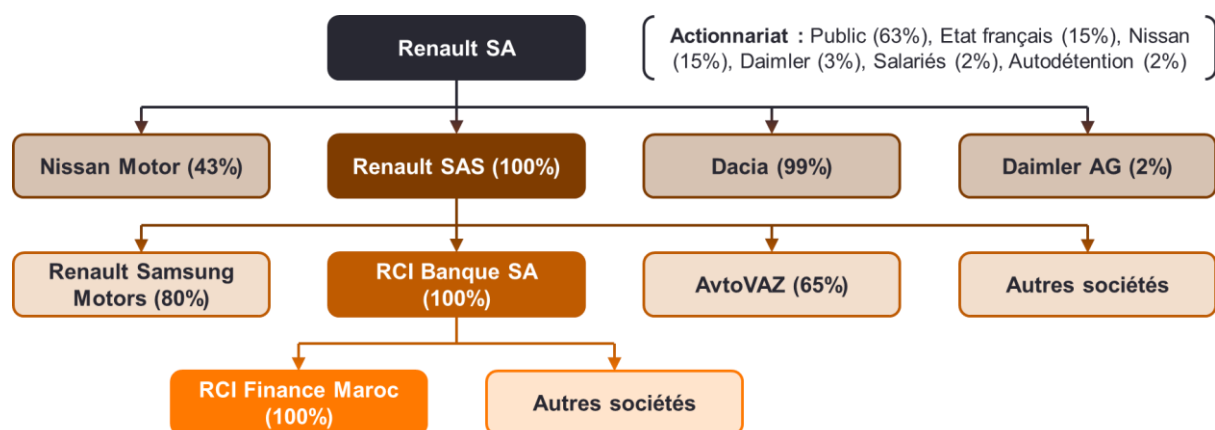 Renault SA
Actionnariat : Public (63%), Etat français (15%), Nissan
(15%), Daimler (3%), Salariés (2%), Autodétention (2%)
Nissan Motor (43%)
Renault SAS (100%)
Dacia (99%)
Daimler AG (2%)
Renault Samsung
Motors (80%)
RCI Banque SA
(100%)
AvtoVAZ (65%)
Autres sociétés
RCI Finance Maroc
(100%)
Autres sociétés